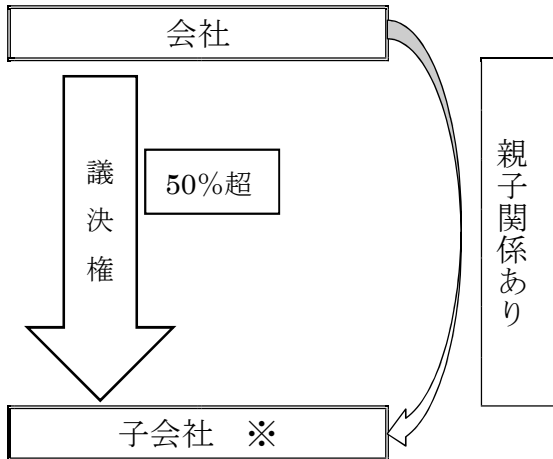 会社
議決権
50%超
親子関係あり
子会社 ※